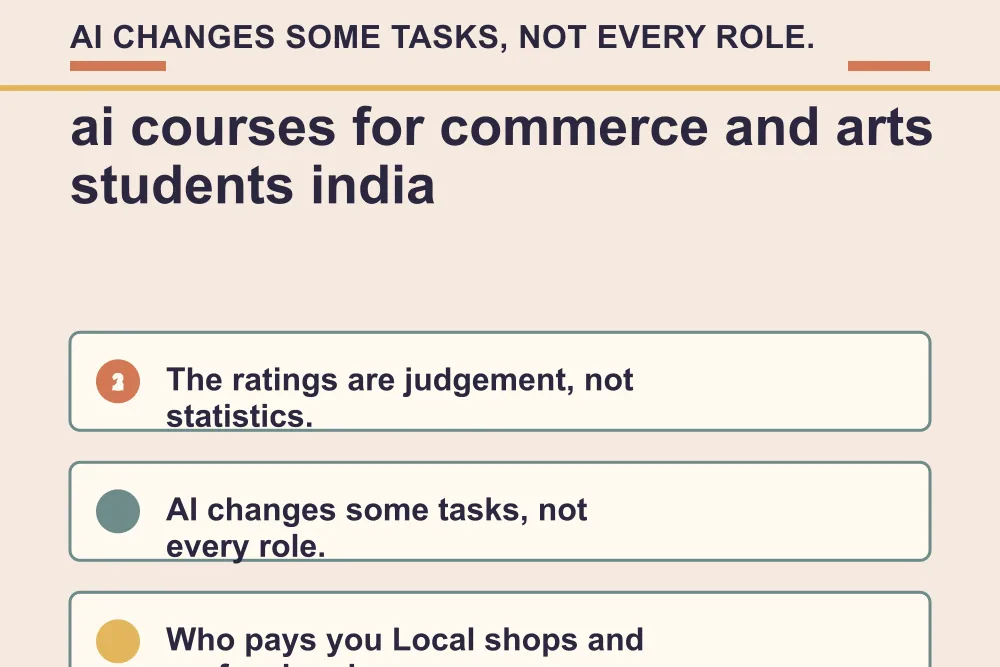 AI CHANGES SOME TASKS, NOT EVERY ROLE.
ai courses for commerce and arts
students india
The ratings are judgement, not
statistics.
AI changes some tasks, not
every role.
Who pays you Local shops and